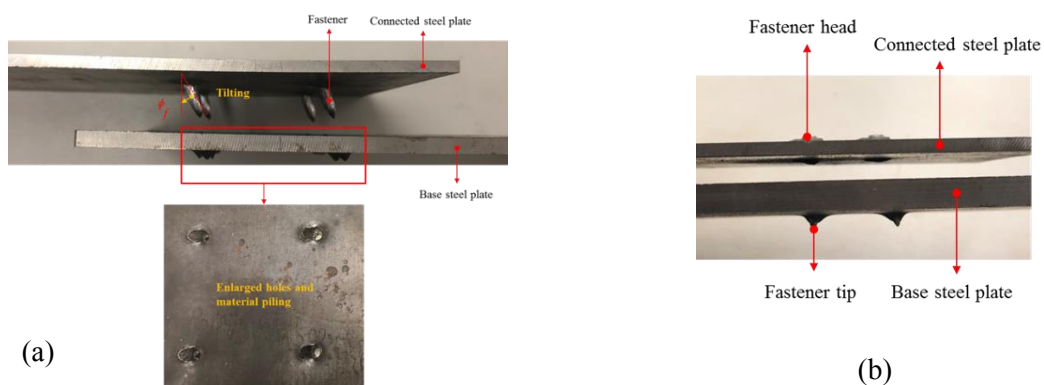 Fastener
Connected steel plate
Tilting
ϕf
Base steel plate
Enlarged holes and
material piling
(a)
Fastener head
Connected steel plate
Fastener tip
Base steel plate
(b)